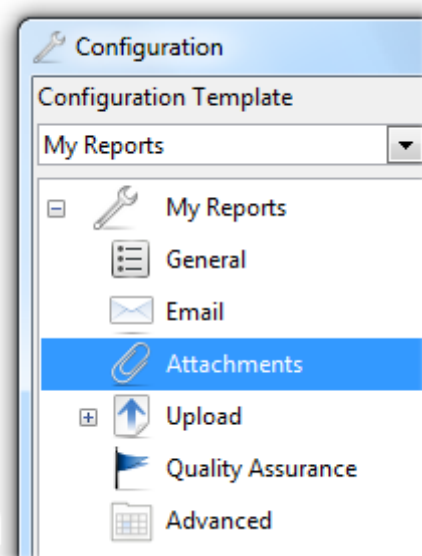 Configuration
Configuration Template
My Reports
My Reports
General
Email
Attachments
Upload
Quality Assurance
Advanced